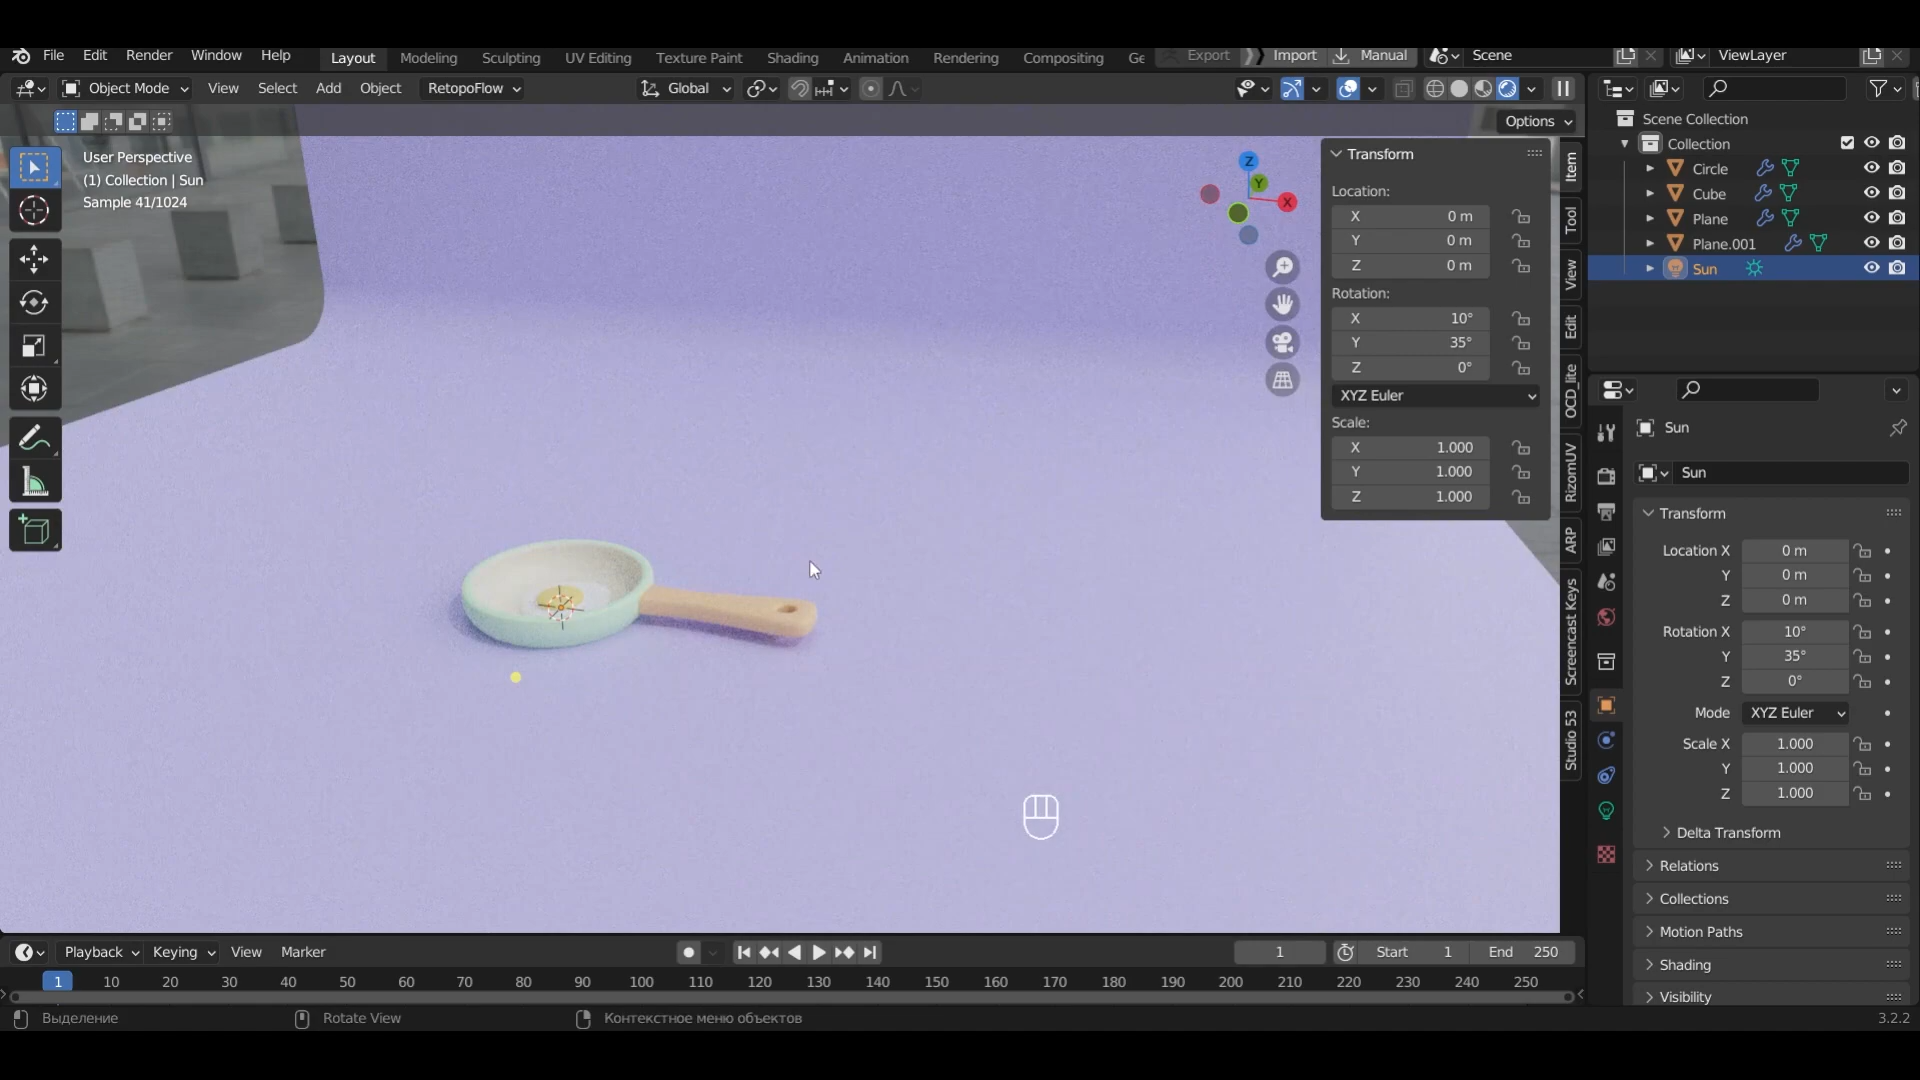 File Edit Render Window Help Layout Modeling Sculpting UV Editing Texture Paint Shading Animation Rendering Compositing Ge Export Import Manual Scene ViewLayer
Object Mode View Select Add Object RetopoFlow Global
Options
User Perspective
(1) Collection | Sun
Sample 41/1024
Z
Y
X
Transform
Location:
X 0 m
Y 0 m
Z 0 m
Rotation:
X 10°
Y 35°
Z 0°
XYZ Euler
Scale:
X 1.000
Y 1.000
Z 1.000
Item
Tool
View
Edit
OCD_lite
RizomUV
ARP
Screencast Keys
Studio 53
Scene Collection
Collection
Circle
Cube
Plane
Plane.001
Sun
Sun
Sun
Transform
Location X 0 m
Y 0 m
Z 0 m
Rotation X 10°
Y 35°
Z 0°
Mode XYZ Euler
Scale X 1.000
Y 1.000
Z 1.000
Delta Transform
Relations
Collections
Motion Paths
Shading
Visibility
Playback Keying View Marker 1 Start 1 End 250
1 10 20 30 40 50 60 70 80 90 100 110 120 130 140 150 160 170 180 190 200 210 220 230 240 250
Выделение Rotate View Контекстное меню объектов 3.2.2